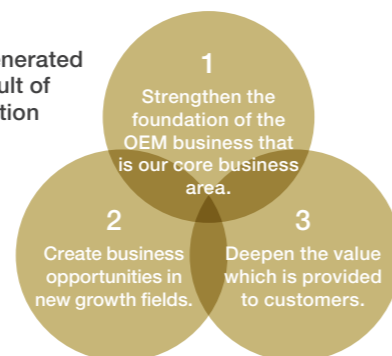 ult of
tion
1
Strengthen the
foundation of the
OEM business that
is our core business
area.
2
Create business
opportunities in
new growth fields.
3
Deepen the value
which is provided
to customers.